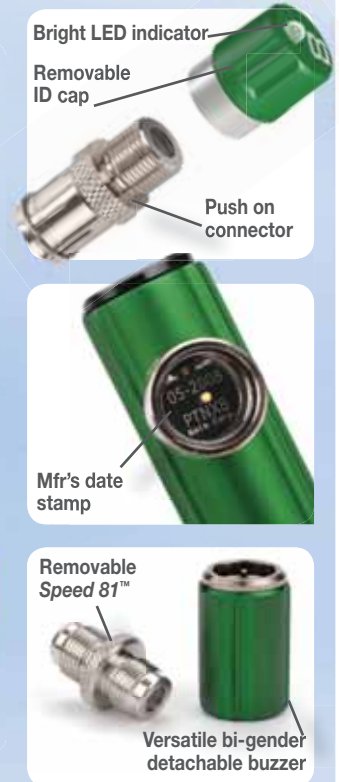 Bright LED indicator
Removable
ID cap
Push on
connector
05-2008
PTNX8
Mfr's date
stamp
Removable
Speed 81™
Versatile bi-gender
detachable buzzer